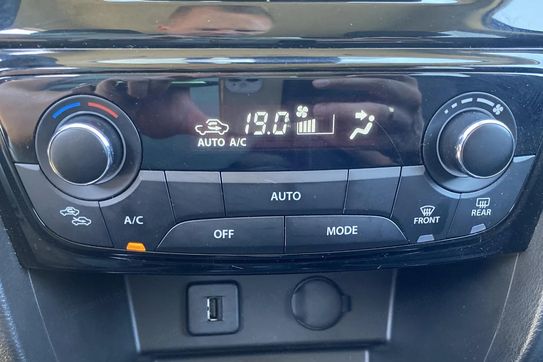 19.0
AUTO A/C
AUTO
A/C
OFF
MODE
FRONT
REAR